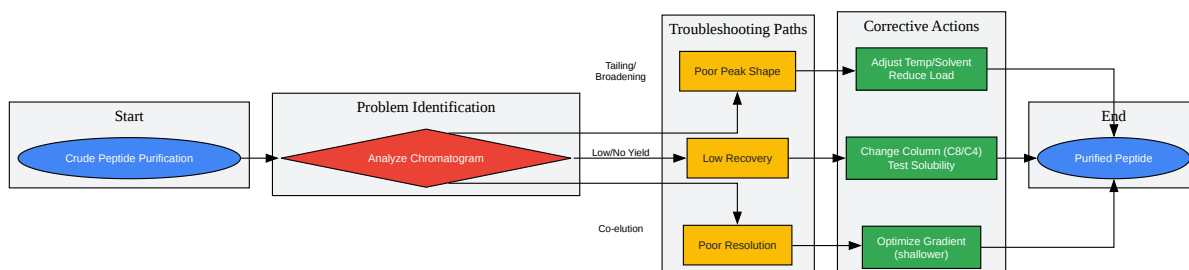 Start
Crude Peptide Purification
Problem Identification
Analyze Chromatogram
Tailing/
Broadening
Low/No Yield
Co-elution
Troubleshooting Paths
Poor Peak Shape
Low Recovery
Poor Resolution
Corrective Actions
Adjust Temp/Solvent
Reduce Load
Change Column (C8/C4)
Test Solubility
Optimize Gradient
(shallower)
End
Purified Peptide